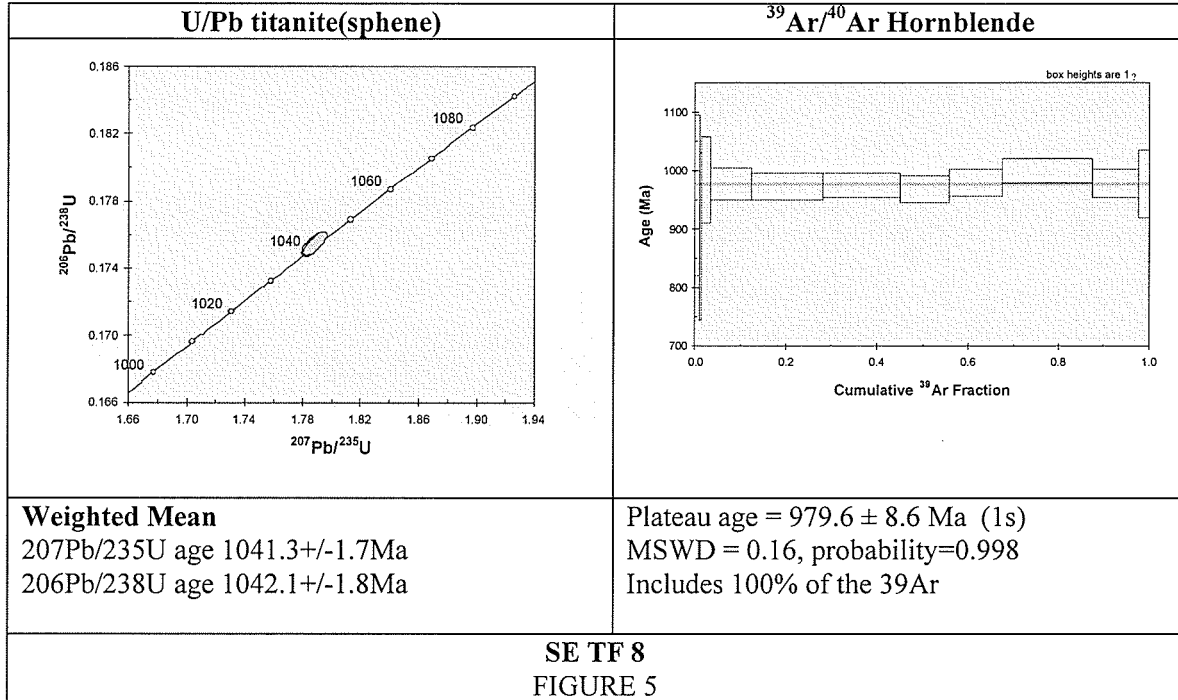 U/Pb titanite(sphene)
0.186
0.182
0.178
0.174
0.170
0.166
²⁰⁶Pb/²³⁸U
1080
1060
1040
1020
1000
1.66 1.70 1.74 1.78 1.82 1.86 1.90 1.94
²⁰⁷Pb/²³⁵U
³⁹Ar/⁴⁰Ar Hornblende
box heights are 1?
1100
1000
900
800
700
Age (Ma)
0.0 0.2 0.4 0.6 0.8 1.0
Cumulative ³⁹Ar Fraction
Weighted Mean
207Pb/235U age 1041.3+/-1.7Ma
206Pb/238U age 1042.1+/-1.8Ma
Plateau age = 979.6 ± 8.6 Ma (1s)
MSWD = 0.16, probability=0.998
Includes 100% of the 39Ar
SE TF 8
FIGURE 5